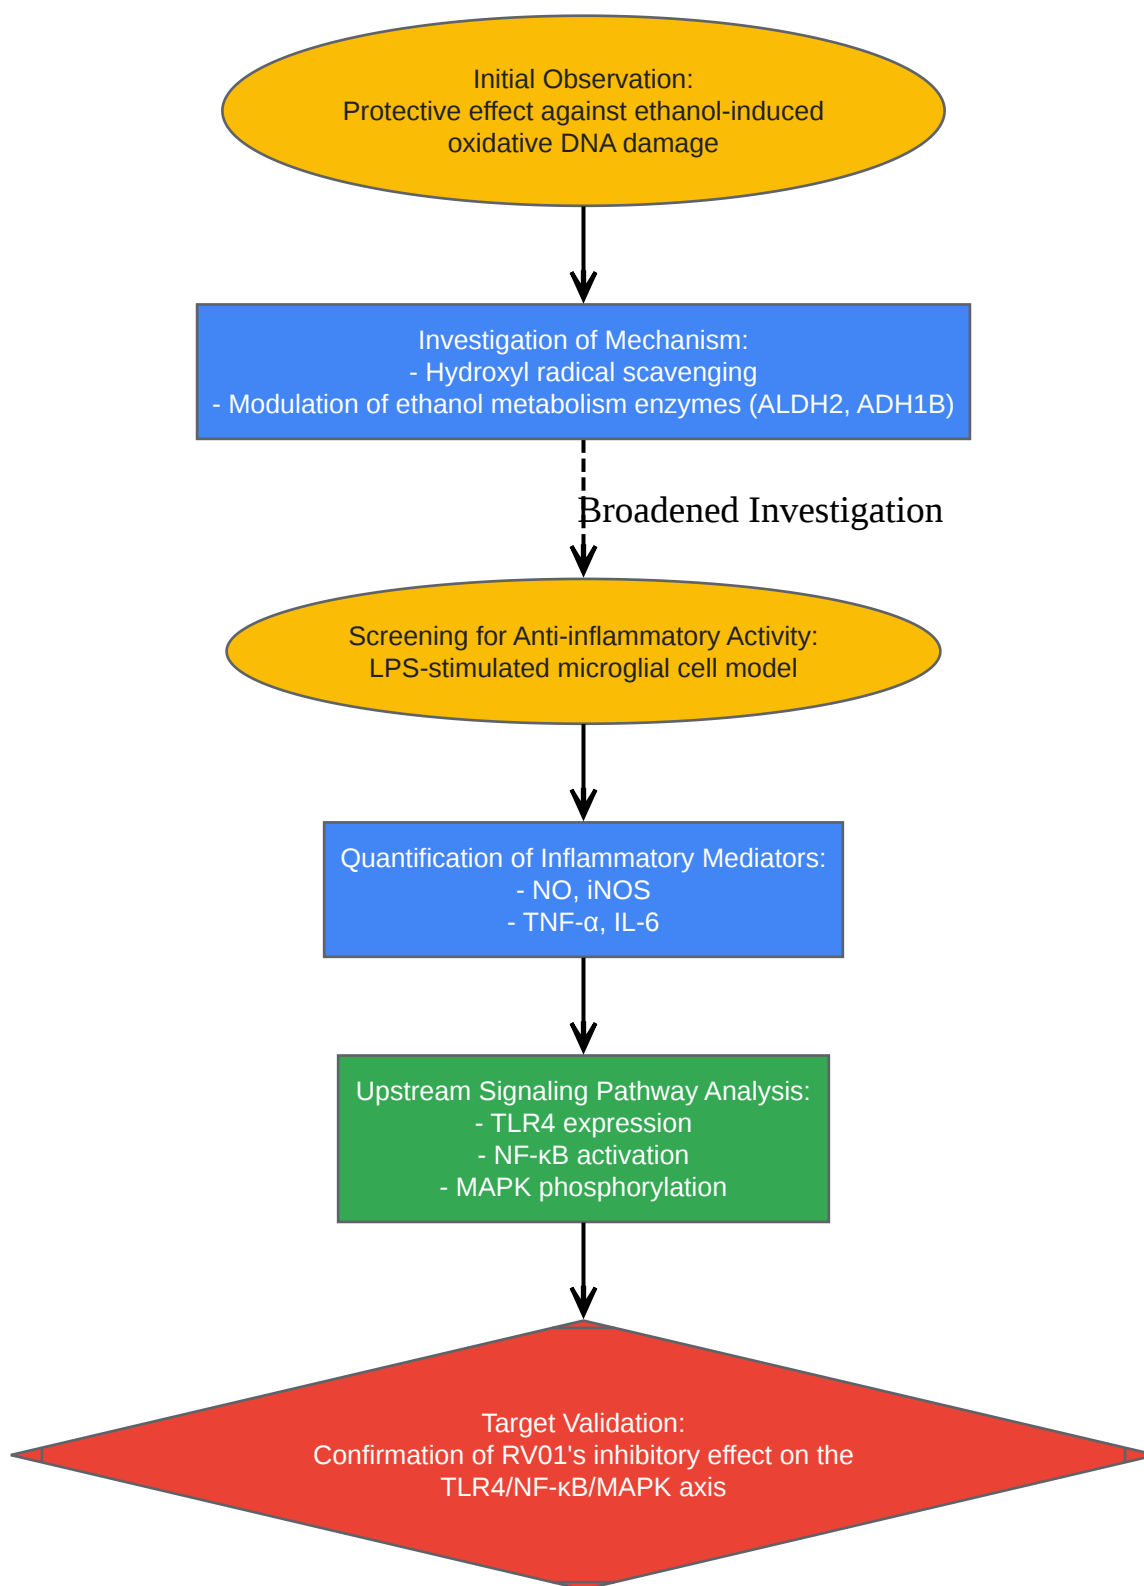 Initial Observation:
Protective effect against ethanol-induced
oxidative DNA damage
Investigation of Mechanism:
- Hydroxyl radical scavenging
- Modulation of ethanol metabolism enzymes (ALDH2, ADH1B)
Broadened Investigation
Screening for Anti-inflammatory Activity:
LPS-stimulated microglial cell model
Quantification of Inflammatory Mediators:
- NO, iNOS
- TNF-α, IL-6
Upstream Signaling Pathway Analysis:
- TLR4 expression
- NF-κB activation
- MAPK phosphorylation
Target Validation:
Confirmation of RV01's inhibitory effect on the
TLR4/NF-κB/MAPK axis